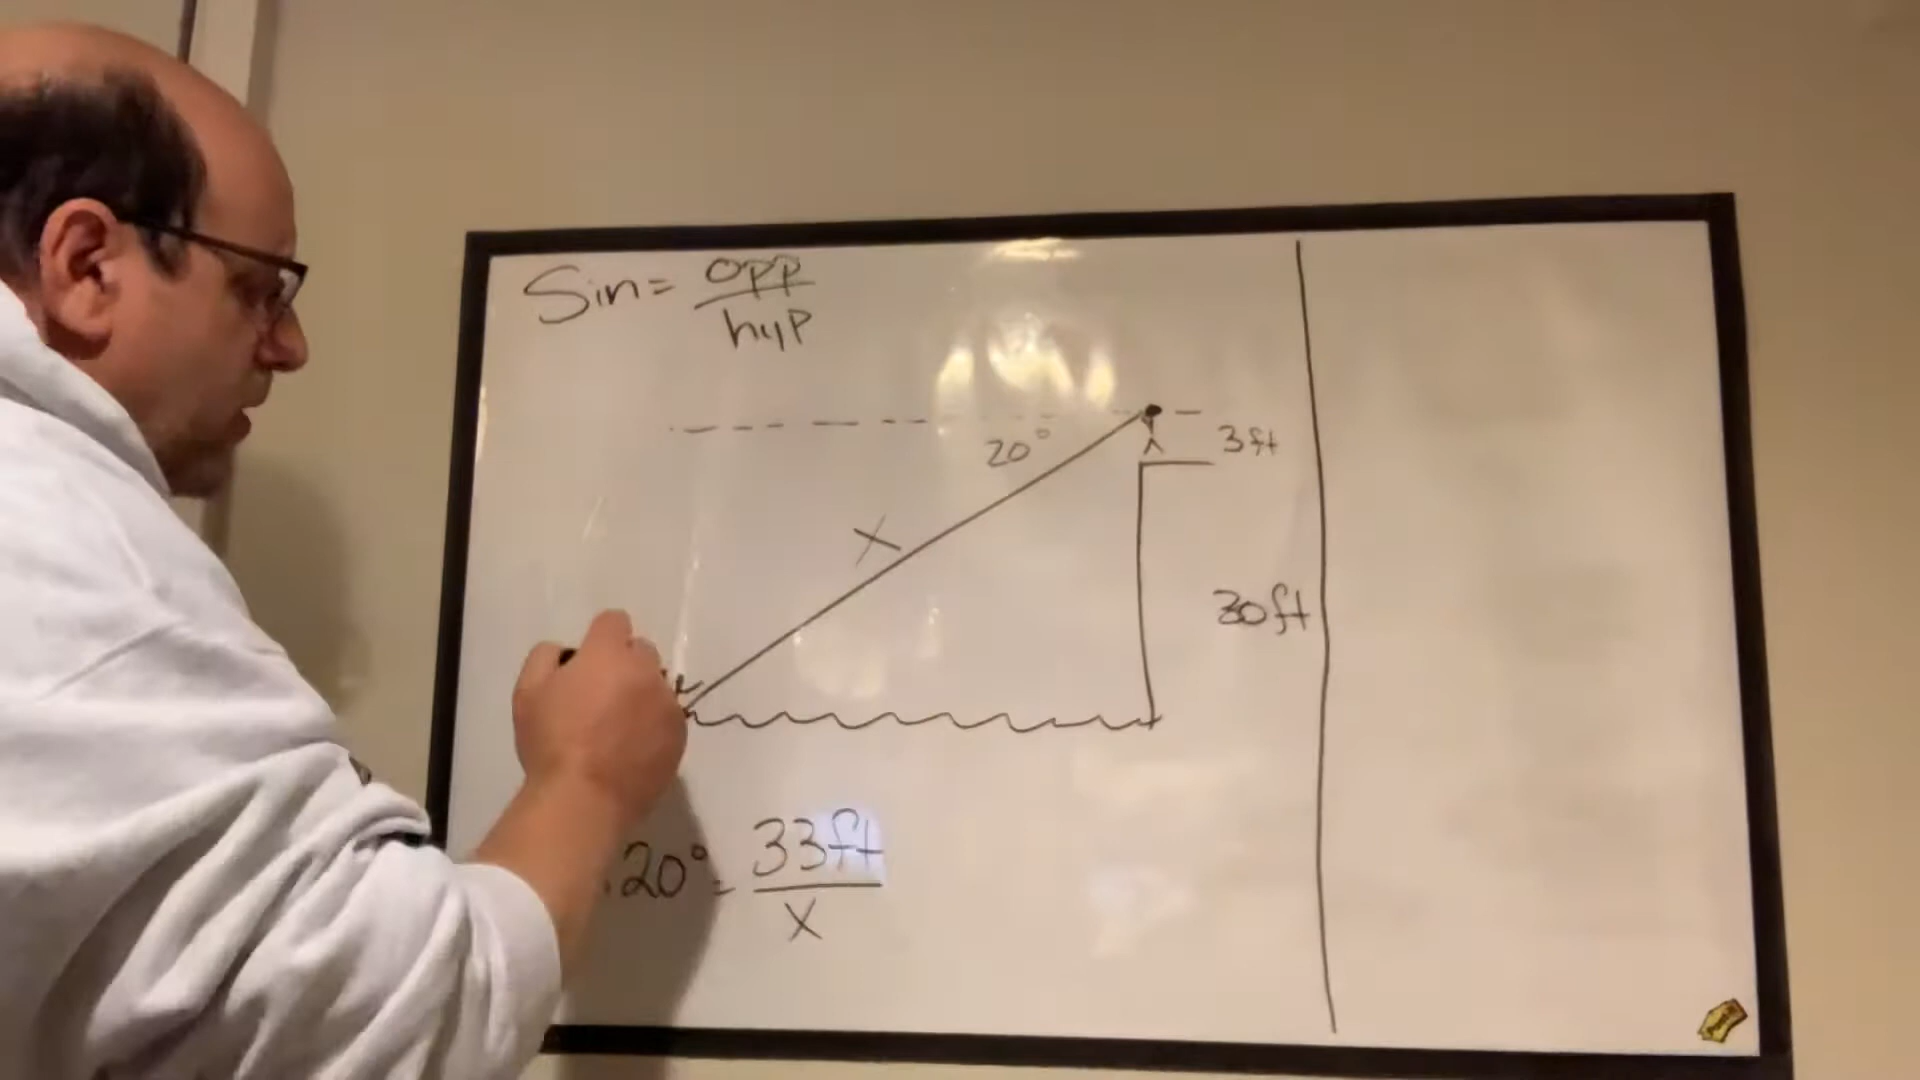 Sin = opp
hyp
20°
3ft
X
30ft
.20° = 33ft
X